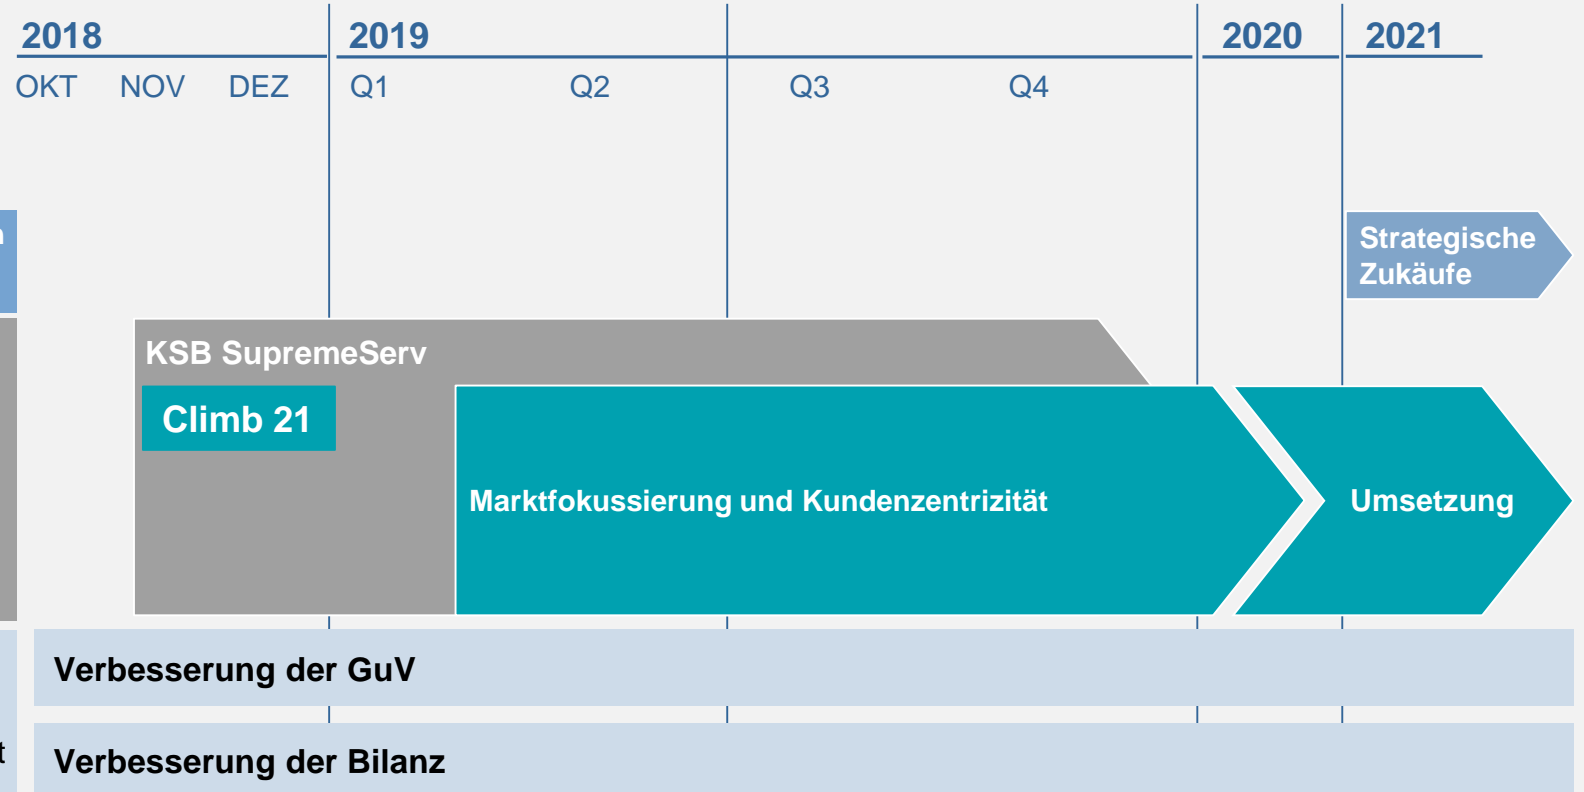 2018 2019 2020 2021
OKT NOV DEZ Q1 Q2 Q3 Q4
Strategische
Zukäufe
KSB SupremeServ
Climb 21
Marktfokussierung und Kundenzentrizität
Umsetzung
Verbesserung der GuV
Verbesserung der Bilanz